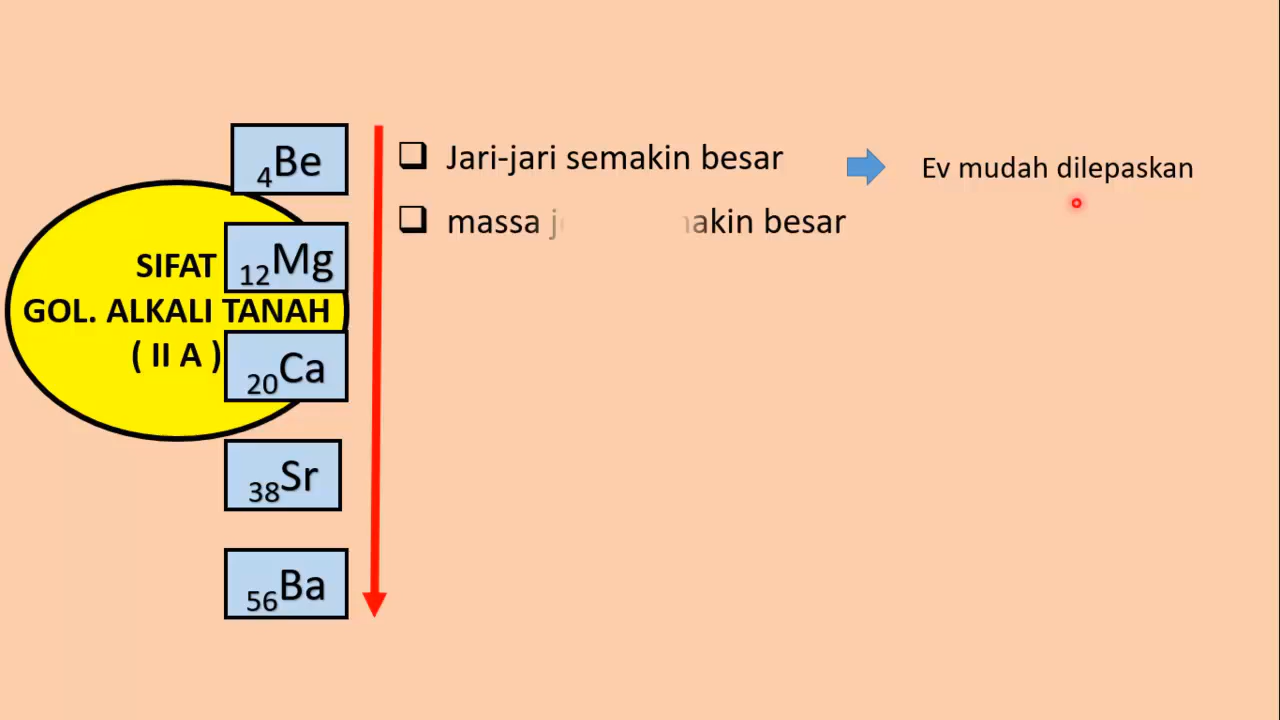 4Be
Jari-jari semakin besar
Ev mudah dilepaskan
massa besar
SIFAT
12Mg
GOL. ALKALI TANAH
( II A )
20Ca
38Sr
56Ba